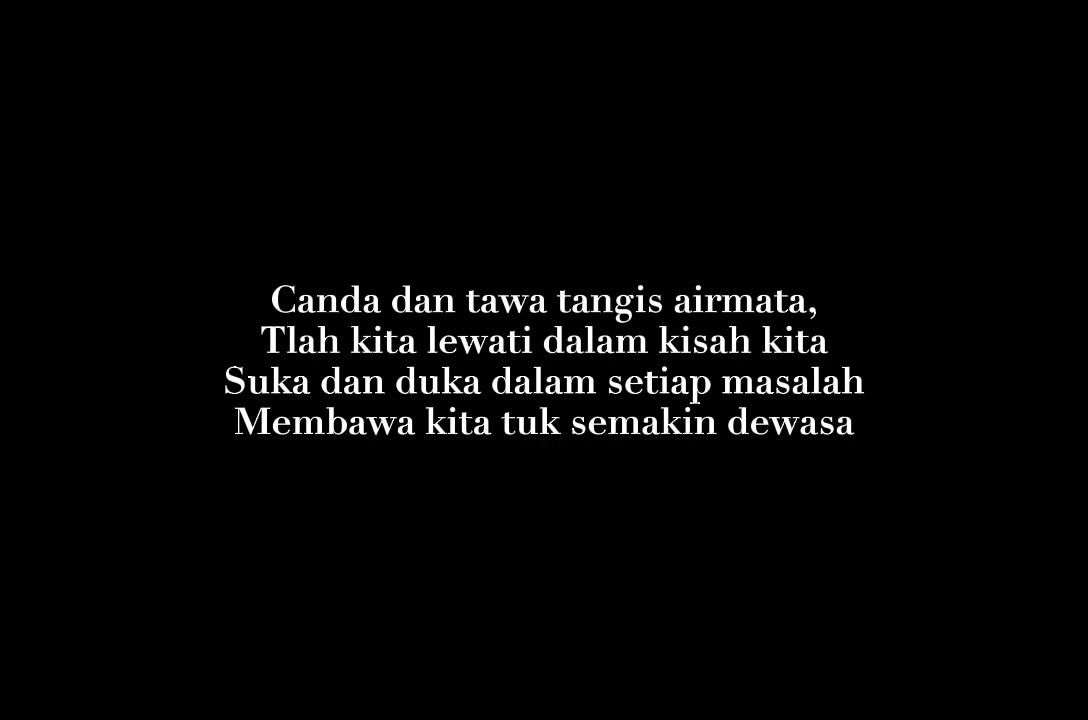 Canda dan tawa tangis airmata,
Tlah kita lewati dalam kisah kita
Suka dan duka dalam setiap masalah
Membawa kita tuk semakin dewasa